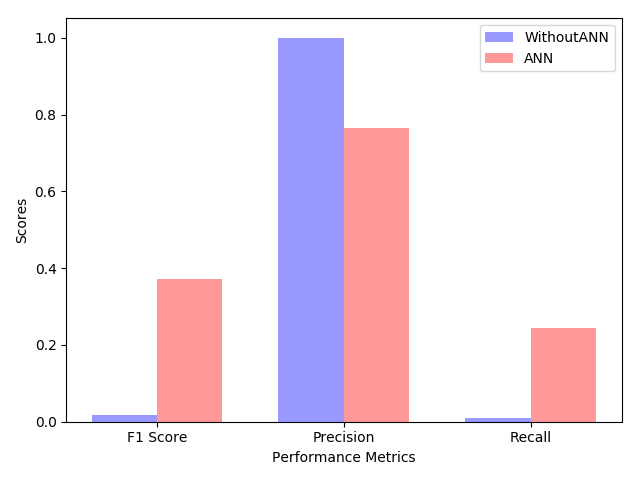 WithoutANN
ANN
Scores
1.0
0.8
0.6
0.4
0.2
0.0
F1 Score
Precision
Recall
Performance Metrics